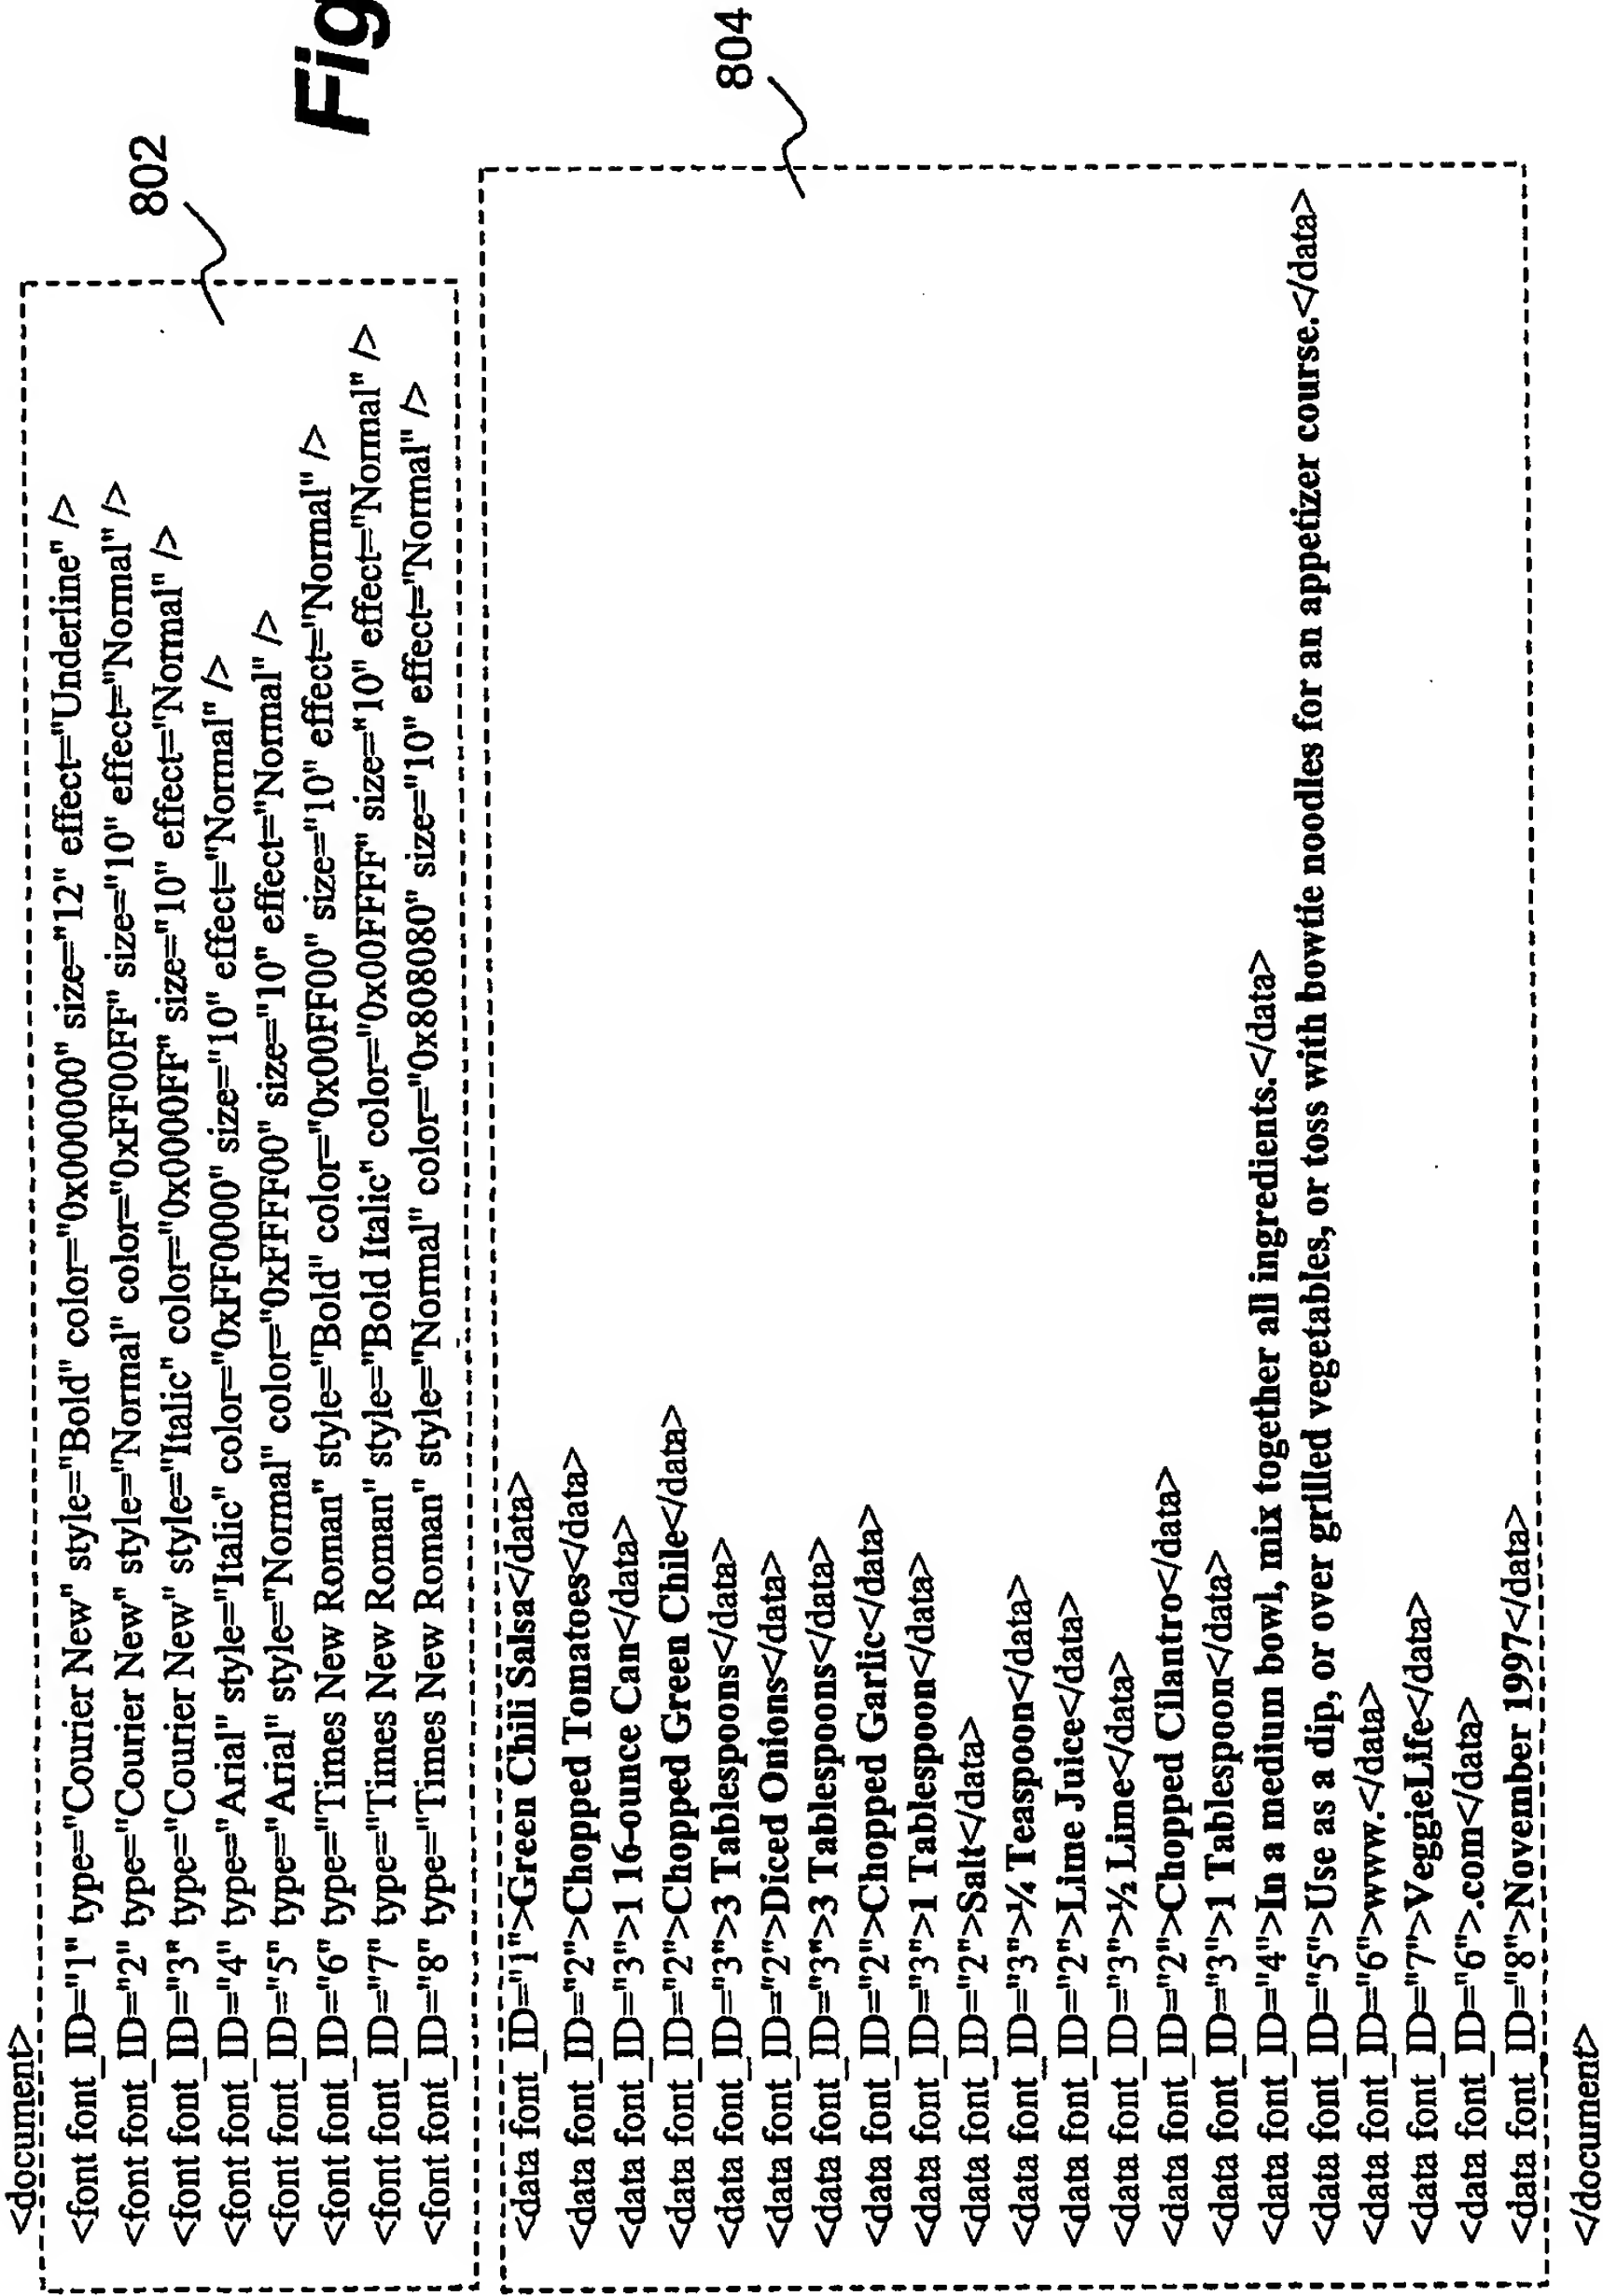 <document>
<font font_ID="1" type="Courier New" style="Bold" color="0x000000" size="12" effect="Underline" />
<font font_ID="2" type="Courier New" style="Normal" color="0xFF00FF" size="10" effect="Normal" />
<font font_ID="3" type="Courier New" style="Italic" color="0x0000FF" size="10" effect="Normal" />
<font font_ID="4" type="Arial" style="Italic" color="0xFF0000" size="10" effect="Normal" />
<font font_ID="5" type="Arial" style="Normal" color="0xFFFF00" size="10" effect="Normal" />
<font font_ID="6" type="Times New Roman" style="Bold" color="0x00FF00" size="10" effect="Normal" />
<font font_ID="7" type="Times New Roman" style="Bold Italic" color="0x00FFFF" size="10" effect="Normal" />
<font font_ID="8" type="Times New Roman" style="Normal" color="0x808080" size="10" effect="Normal" />
802
Fig
<data font_ID="1">Green Chili Salsa</data>
<data font_ID="2">Chopped Tomatoes</data>
<data font_ID="3">1 16-ounce Can</data>
<data font_ID="2">Chopped Green Chile</data>
<data font_ID="3">3 Tablespoons</data>
<data font_ID="2">Diced Onions</data>
<data font_ID="3">3 Tablespoons</data>
<data font_ID="2">Chopped Garlic</data>
<data font_ID="3">1 Tablespoon</data>
<data font_ID="2">Salt</data>
<data font_ID="3">¼ Teaspoon</data>
<data font_ID="2">Lime Juice</data>
<data font_ID="3">½ Lime</data>
<data font_ID="2">Chopped Cilantro</data>
<data font_ID="3">1 Tablespoon</data>
<data font_ID="4">In a medium bowl, mix together all ingredients.</data>
<data font_ID="5">Use as a dip, or over grilled vegetables, or toss with bowtie noodles for an appetizer course.</data>
<data font_ID="6">www.</data>
<data font_ID="7">VeggieLife</data>
<data font_ID="6">.com</data>
<data font_ID="8">November 1997</data>
804
</document>